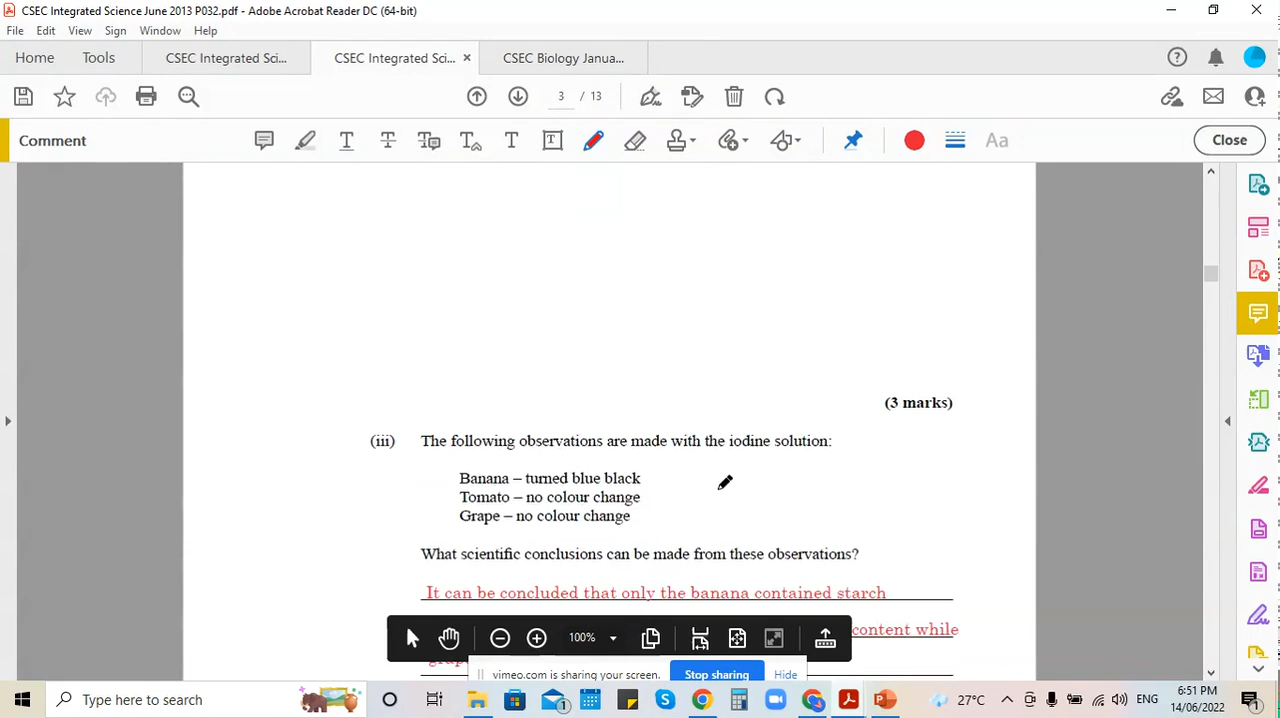 CSEC Integrated Science June 2013 P032.pdf - Adobe Acrobat Reader DC (64-bit)
File Edit View Sign Window Help
Home Tools CSEC Integrated Sci... CSEC Integrated Sci... × CSEC Biology Janua...
3 / 13
Comment Close
(3 marks)
(iii) The following observations are made with the iodine solution:
Banana – turned blue black
Tomato – no colour change
Grape – no colour change
What scientific conclusions can be made from these observations?
It can be concluded that only the banana contained starch
content while
100%
vimeo.com is sharing your screen. Stop sharing Hide
Type here to search
27°C
ENG
6:51 PM
14/06/2022